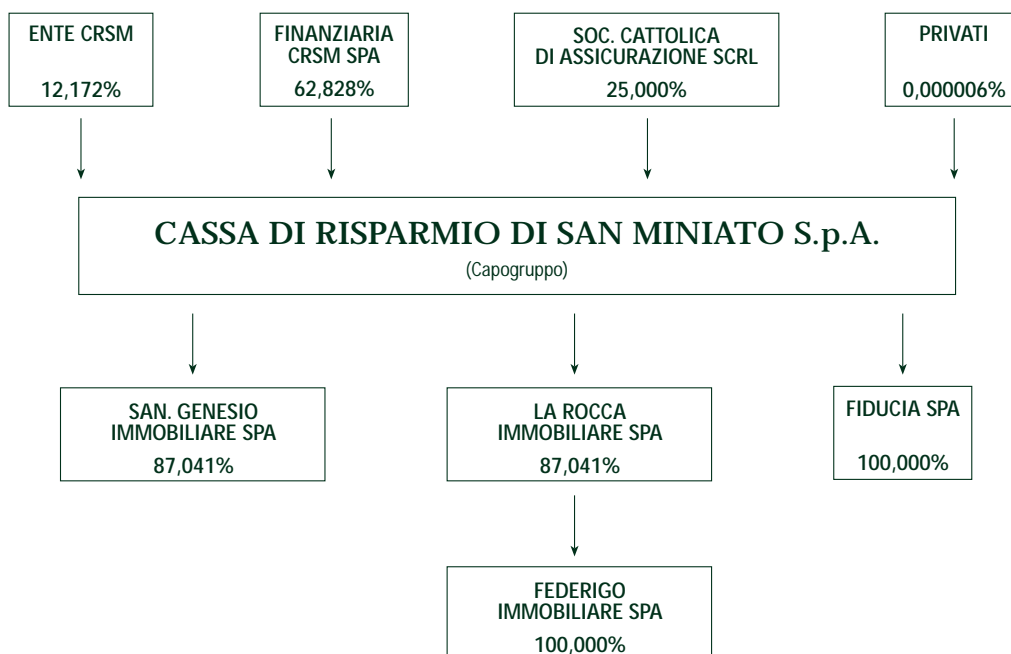 ENTE CRSM
12,172%
FINANZIARIA
CRSM SPA
62,828%
SOC. CATTOLICA
DI ASSICURAZIONE SCRL
25,000%
PRIVATI
0,000006%
CASSA DI RISPARMIO DI SAN MINIATO S.p.A.
(Capogruppo)
SAN. GENESIO
IMMOBILIARE SPA
87,041%
LA ROCCA
IMMOBILIARE SPA
87,041%
FIDUCIA SPA
100,000%
FEDERIGO
IMMOBILIARE SPA
100,000%